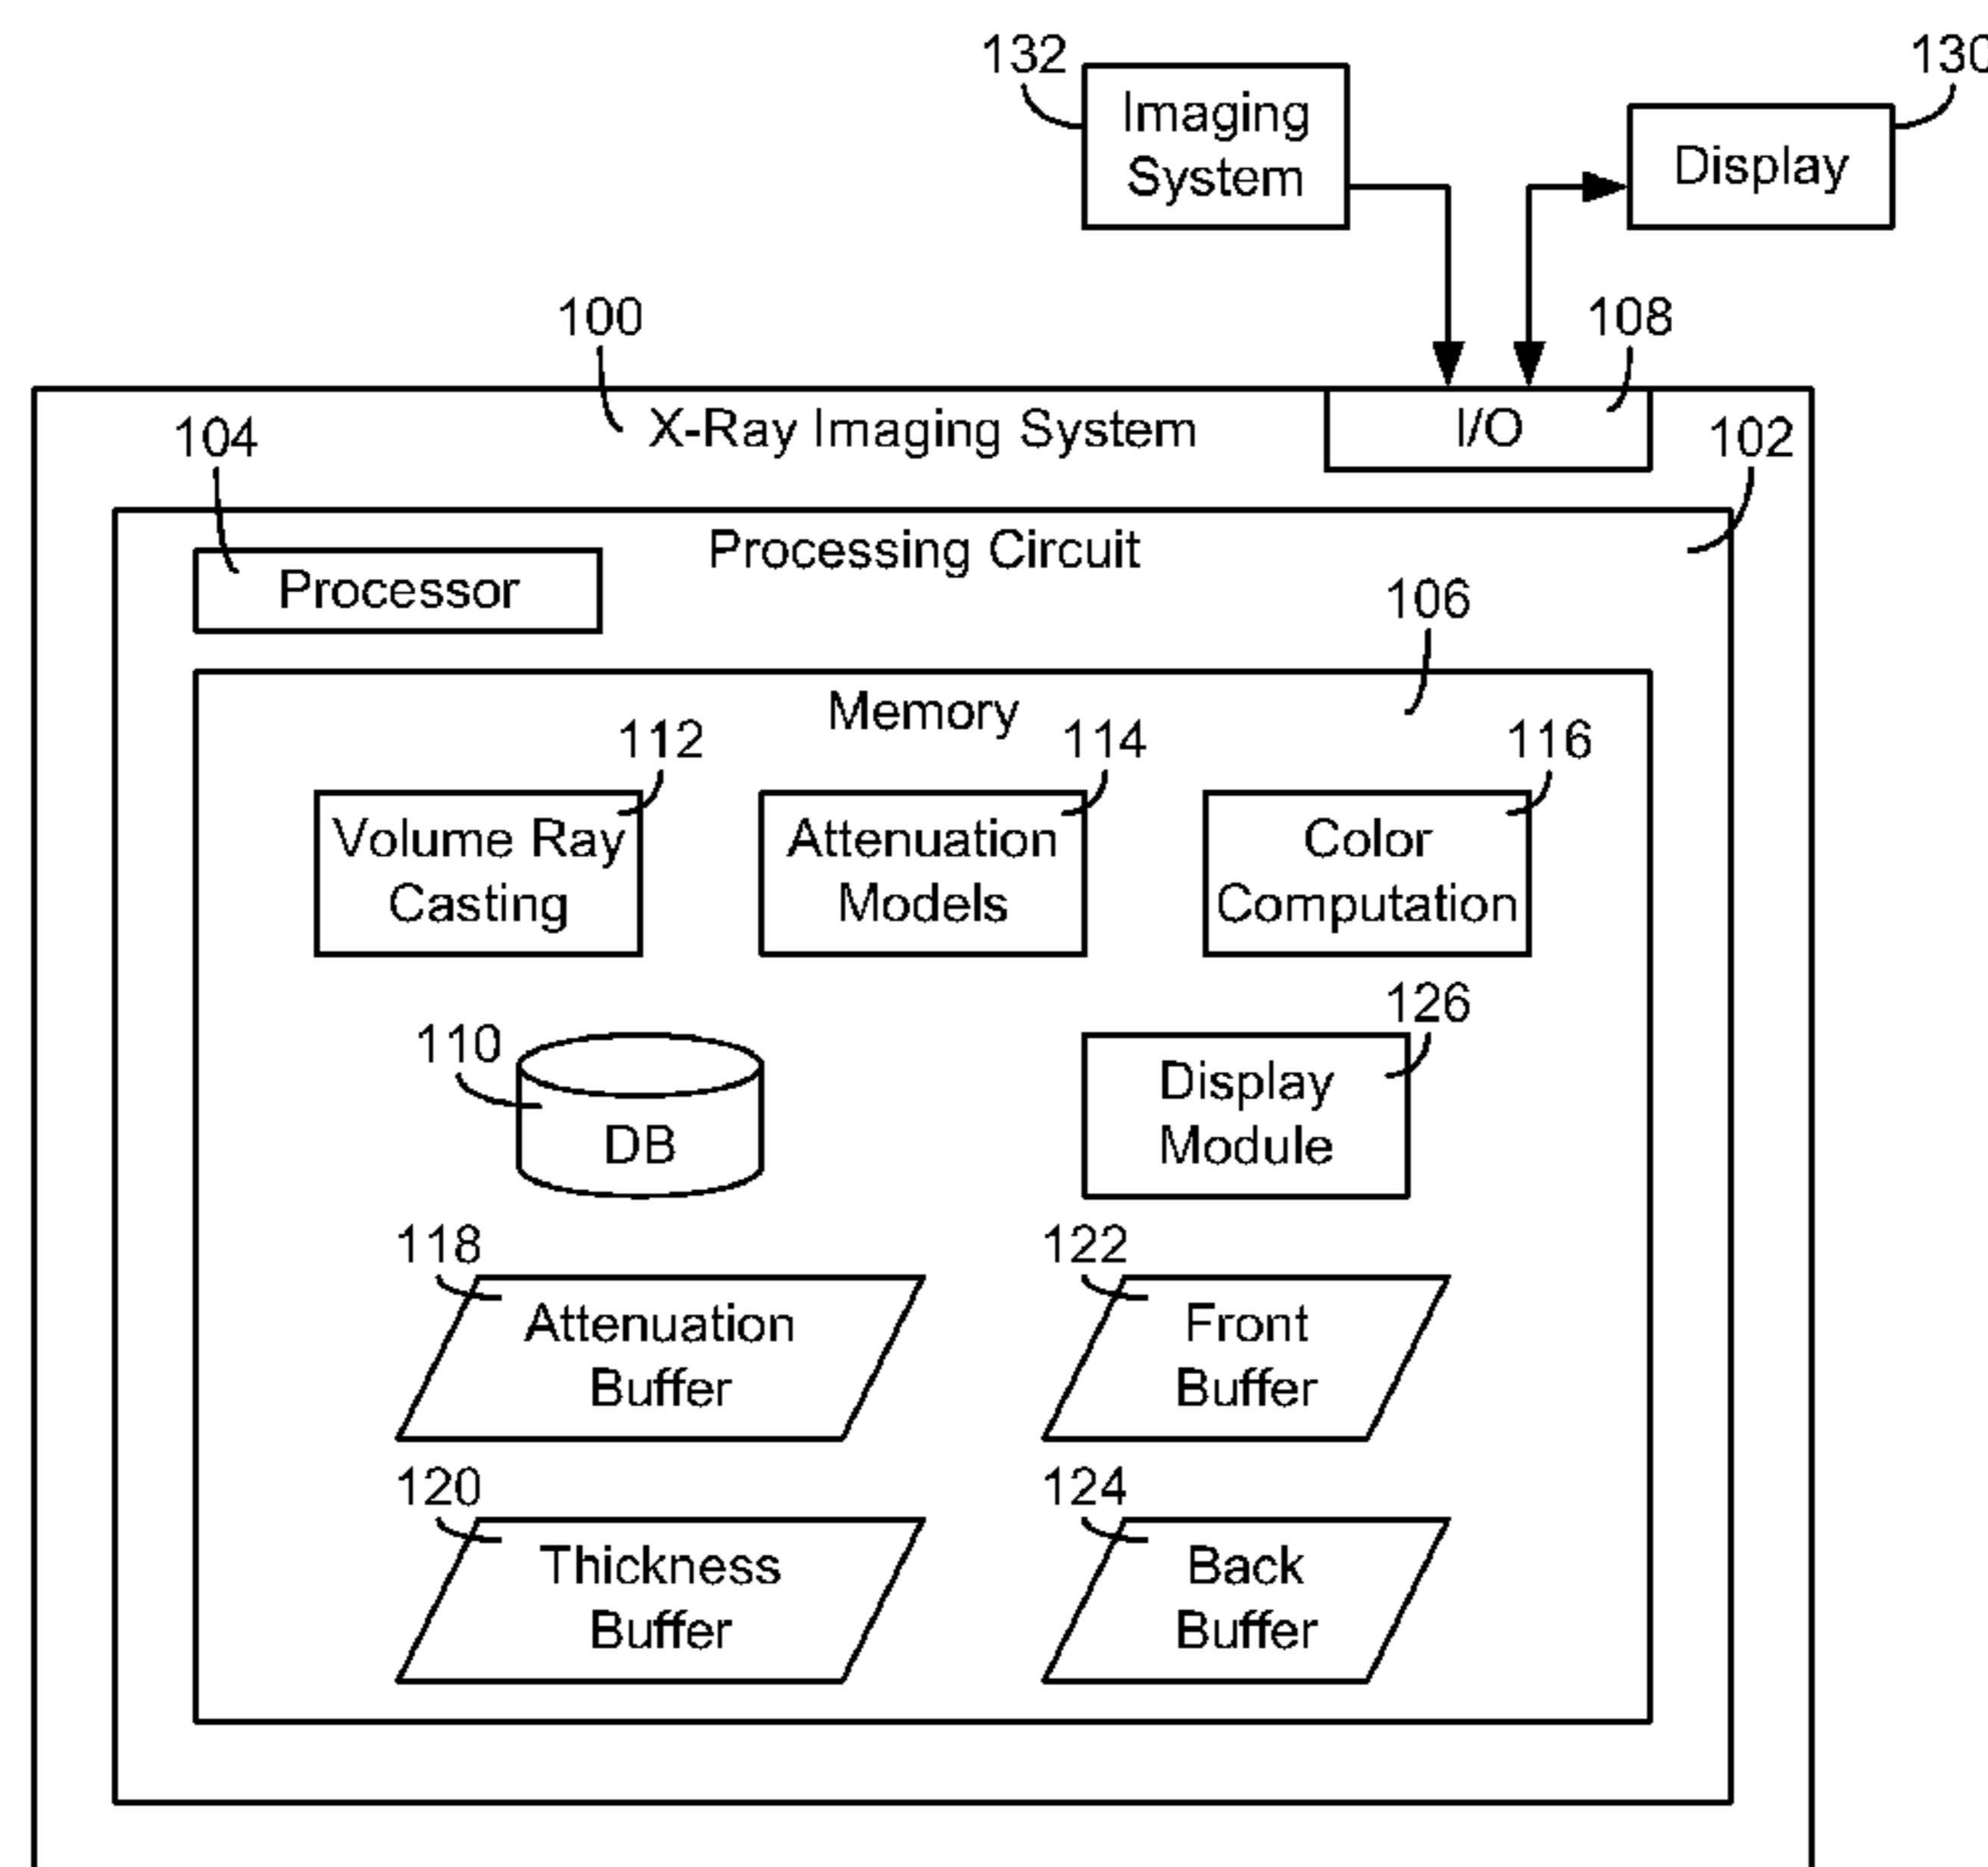 132
Imaging
System
130
Display
100
X-Ray Imaging System
108
I/O
104
102
Processing Circuit
Processor
106
Memory
112
114
116
Volume Ray
Casting
Attenuation
Models
Color
Computation
110
DB
126
Display
Module
118
Attenuation
Buffer
122
Front
Buffer
120
Thickness
Buffer
124
Back
Buffer